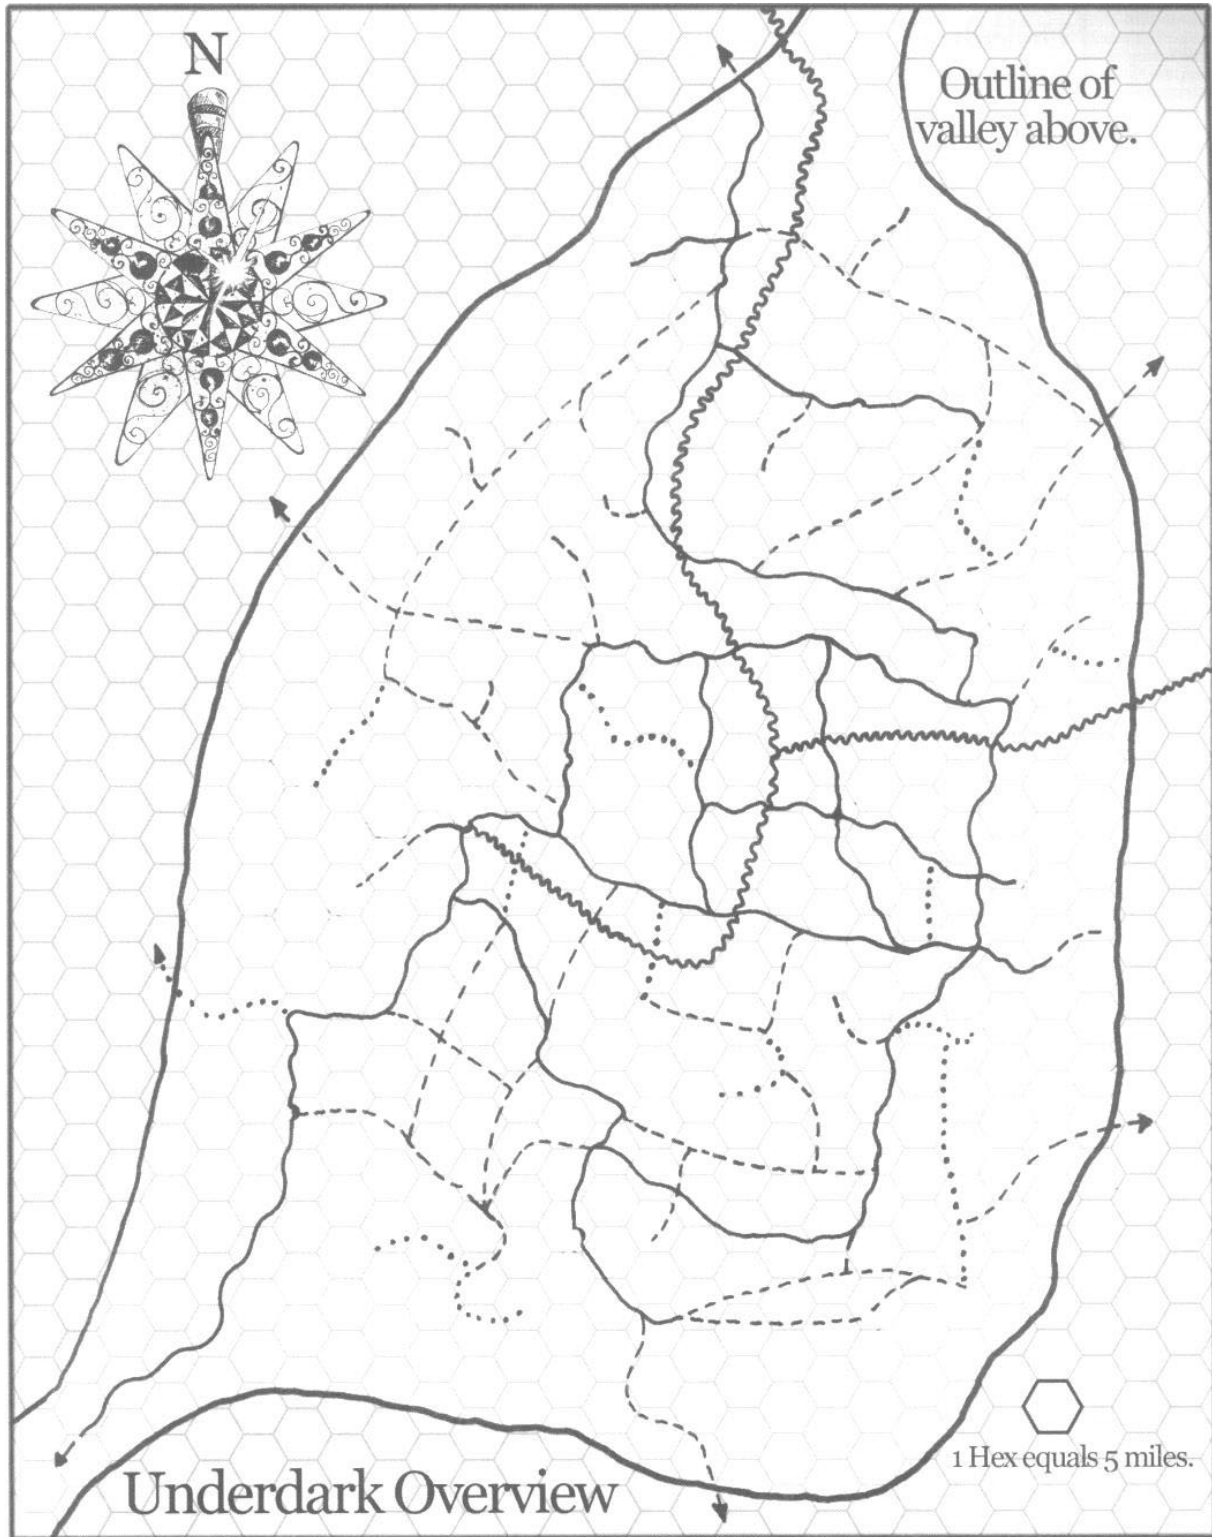 N
Outline of
valley above.
1 Hex equals 5 miles.
Underdark Overview